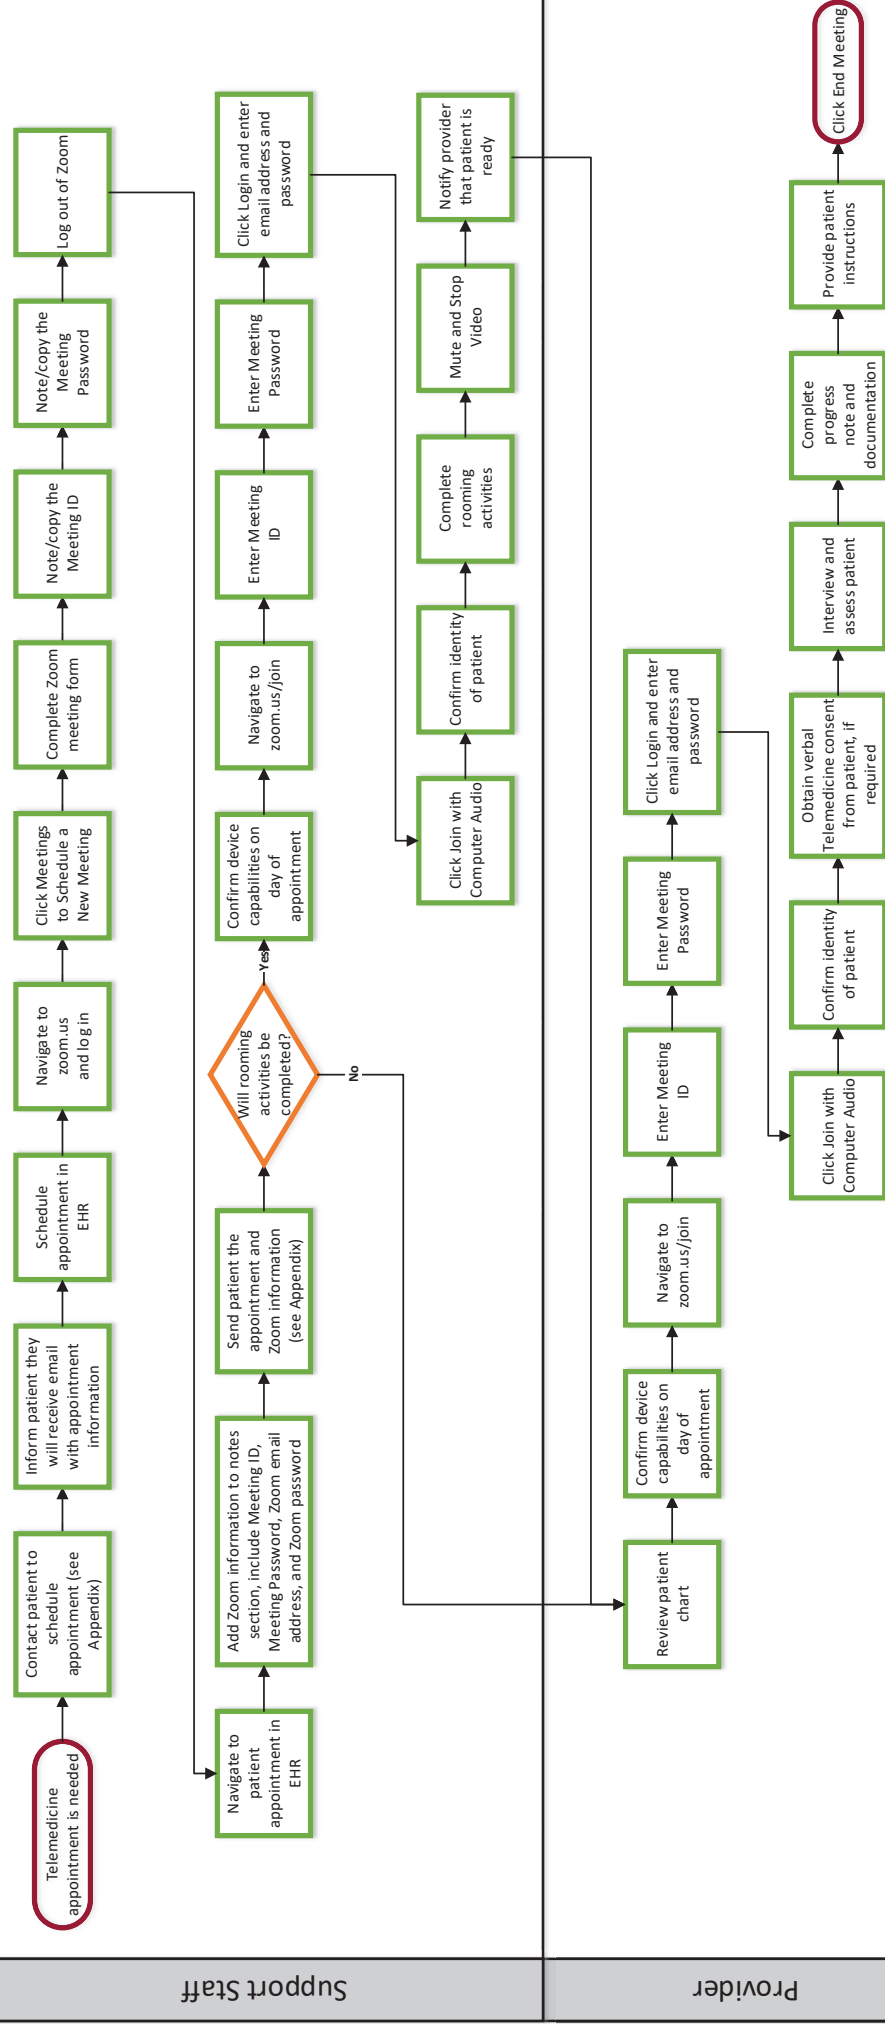 Support Staff
Telemedicine
appointment is needed
Contact patient to
schedule
appointment (see
Appendix)
Inform patient they
will receive email
with appointment
information
Schedule
appointment in
EHR
Navigate to
zoom.us
and log in
Click Meetings
to Schedule a
New Meeting
Complete Zoom
meeting form
Note/copy the
Meeting ID
Note/copy the
Meeting
Password
Log out of Zoom
Navigate to
patient
appointment in
EHR
Add Zoom information to notes
section, include Meeting ID,
Meeting Password, Zoom email
address, and Zoom password
Send patient the
appointment and
Zoom information
(see Appendix)
Will rooming
activities be
completed?
Yes
No
Confirm device
capabilities on
day of
appointment
Navigate to
zoom.us/join
Enter Meeting
ID
Enter Meeting
Password
Click Login and enter
email address and
password
Click Join with
Computer Audio
Confirm identity
of patient
Complete
rooming
activities
Mute and Stop
Video
Notify provider
that patient is
ready
Provider
Review patient
chart
Confirm device
capabilities on
day of
appointment
Navigate to
zoom.us/join
Enter Meeting
ID
Enter Meeting
Password
Click Login and enter
email address and
password
Click Join with
Computer Audio
Confirm identity
of patient
Obtain verbal
Telemedicine consent
from patient, if
required
Interview and
assess patient
Complete
progress
note and
documentation
Provide patient
instructions
Click End Meeting